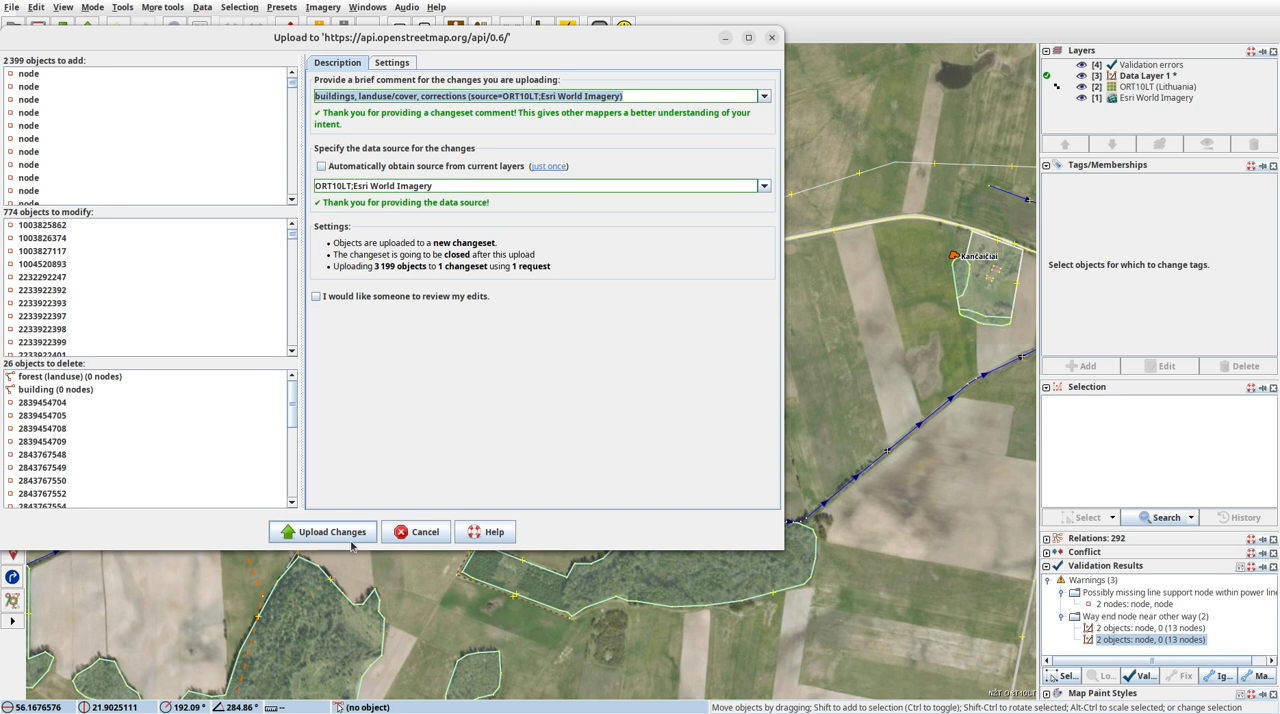 File Edit View Tools More tools Data Selection Presets Imagery Windows Audio Help
Upload to 'https://api.openstreetmap.org/api/0.6/'
2 399 objects to add:
node
node
node
node
node
node
node
node
node
node
node
774 objects to modify:
1003825862
1003826374
1003827117
1004520893
2232292247
2233922392
2233922393
2233922397
2233922398
2233922399
2233922401
26 objects to delete:
forest (landuse) (0 nodes)
building (0 nodes)
2839454704
2839454705
2839454708
2839454709
2843767548
2843767549
2843767550
2843767552
2843767554
Description Settings
Provide a brief comment for the changes you are uploading:
buildings, landuse/cover, corrections (source=ORT10LT;Esri World Imagery)
✔ Thank you for providing a changeset comment! This gives other mappers a better understanding of your
intent.
Specify the data source for the changes
Automatically obtain source from current layers (just once)
ORT10LT;Esri World Imagery
✔ Thank you for providing the data source!
Settings:
• Objects are uploaded to a new changeset.
• The changeset is going to be closed after this upload
• Uploading 3 199 objects to 1 changeset using 1 request
I would like someone to review my edits.
Upload Changes Cancel Help
Kančaičiai
Layers
[4] Validation errors
[3] Data Layer 1 *
[2] ORT10LT (Lithuania)
[1] Esri World Imagery
Tags/Memberships
Select objects for which to change tags.
Add Edit Delete
Selection
Select Search History
Relations: 292
Conflict
Validation Results
Warnings (3)
Possibly missing line support node within power line
2 nodes: node, node
Way end node near other way (2)
2 objects: node, 0 (13 nodes)
2 objects: node, 0 (13 nodes)
Sel... Lo... Val... Fix Ig... Ma...
Map Paint Styles
56.1676576 21.9025111 192.09 ° 284.86 ° -- (no object) Move objects by dragging; Shift to add to selection (Ctrl to toggle); Shift-Ctrl to rotate selected; Alt-Ctrl to scale selected; or change selection